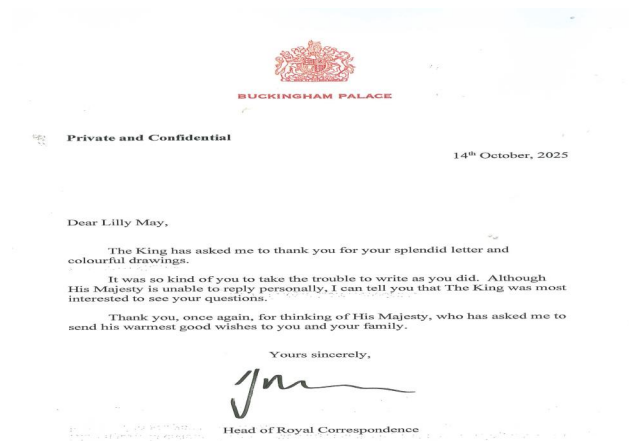 BUCKINGHAM PALACE
Private and Confidential
14th October, 2025
Dear Lilly May,
The King has asked me to thank you for your splendid letter and
colourful drawings.
It was so kind of you to take the trouble to write as you did. Although
His Majesty is unable to reply personally, I can tell you that The King was most
interested to see your questions.
Thank you, once again, for thinking of His Majesty, who has asked me to
send his warmest good wishes to you and your family.
Yours sincerely,
Head of Royal Correspondence